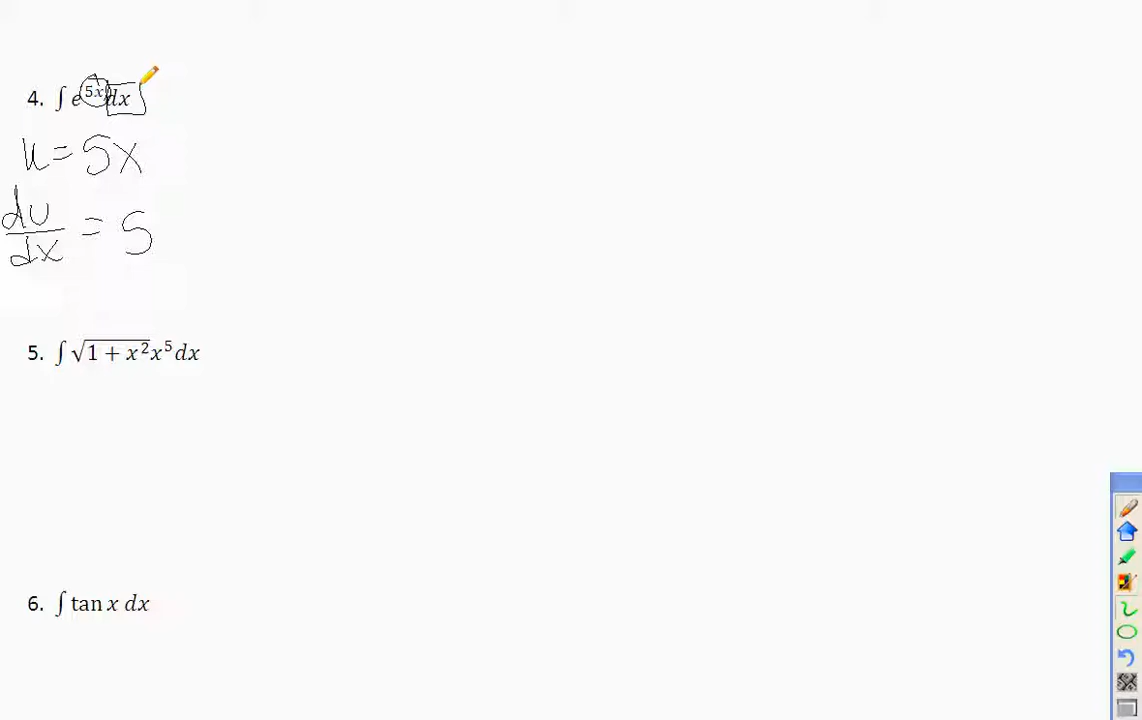 4. ∫ e^{5x} dx
u = 5x
du/dx = 5
5. ∫ √(1 + x²) x⁵ dx
6. ∫ tan x dx